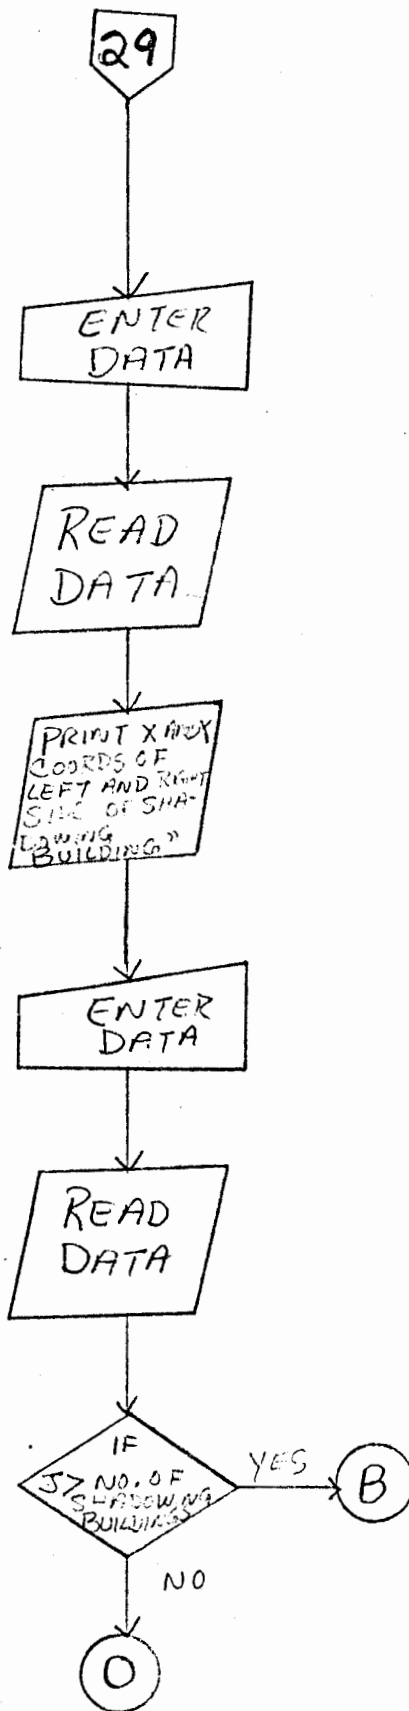 29
ENTER
DATA
READ
DATA
PRINT X AND Y
COORDS OF
LEFT AND RIGHT
SIDE OF SHA-
DOWING
BUILDING"
ENTER
DATA
READ
DATA
IF
J> NO. OF
SHADOWING
BUILDINGS
YES
B
NO
O